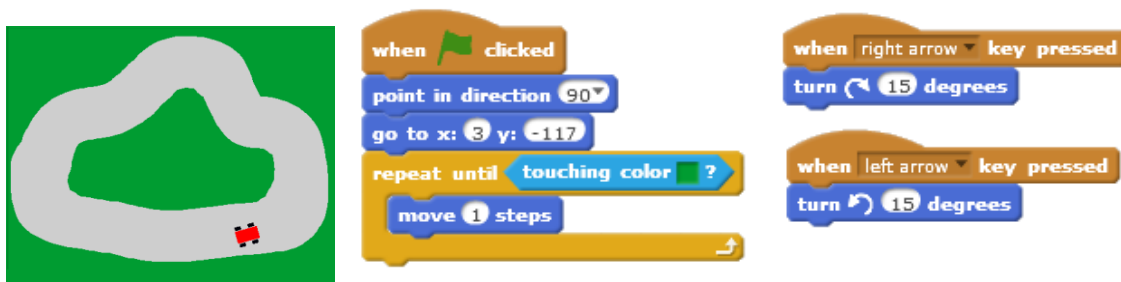 when clicked
point in direction 90
go to x: 3 y: -117
repeat until touching color ?
move 1 steps
when right arrow key pressed
turn 15 degrees
when left arrow key pressed
turn 15 degrees